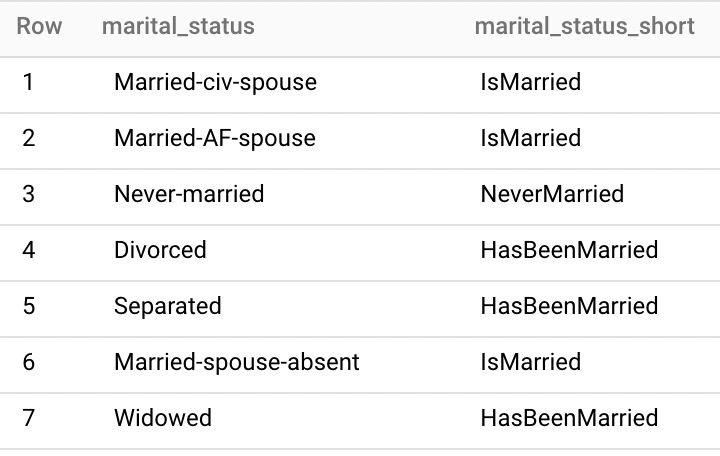 Row marital_status marital_status_short
1 Married-civ-spouse IsMarried
2 Married-AF-spouse IsMarried
3 Never-married NeverMarried
4 Divorced HasBeenMarried
5 Separated HasBeenMarried
6 Married-spouse-absent IsMarried
7 Widowed HasBeenMarried